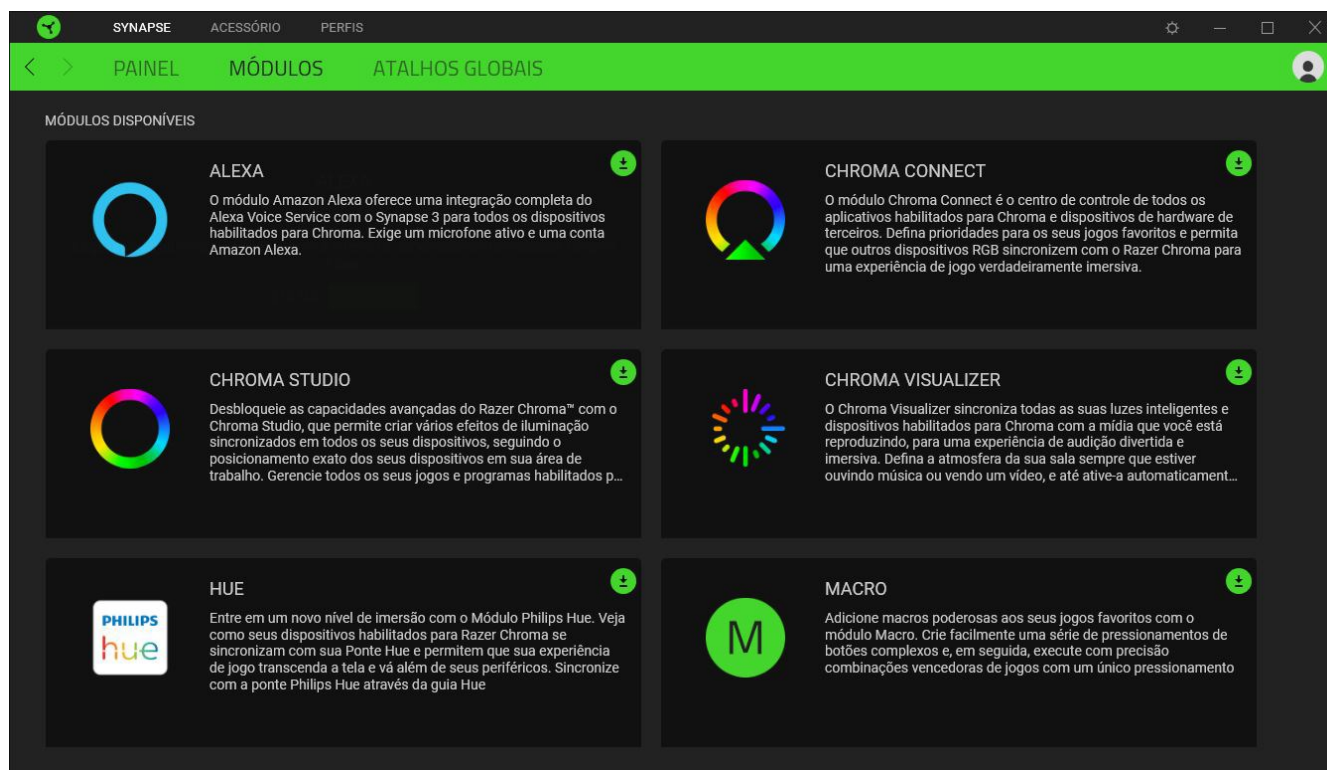 SYNAPSE ACESSÓRIO PERFIS
PAINEL MÓDULOS ATALHOS GLOBAIS
MÓDULOS DISPONÍVEIS
ALEXA
O módulo Amazon Alexa oferece uma integração completa do
Alexa Voice Service com o Synapse 3 para todos os dispositivos
habilitados para Chroma. Exige um microfone ativo e uma conta
Amazon Alexa.
CHROMA CONNECT
O módulo Chroma Connect é o centro de controle de todos os
aplicativos habilitados para Chroma e dispositivos de hardware de
terceiros. Defina prioridades para os seus jogos favoritos e permita
que outros dispositivos RGB sincronizem com o Razer Chroma para
uma experiência de jogo verdadeiramente imersiva.
CHROMA STUDIO
Desbloqueie as capacidades avançadas do Razer Chroma™ com o
Chroma Studio, que permite criar vários efeitos de iluminação
sincronizados em todos os seus dispositivos, seguindo o
posicionamento exato dos seus dispositivos em sua área de
trabalho. Gerencie todos os seus jogos e programas habilitados p...
CHROMA VISUALIZER
O Chroma Visualizer sincroniza todas as suas luzes inteligentes e
dispositivos habilitados para Chroma com a mídia que você está
reproduzindo, para uma experiência de audição divertida e
imersiva. Defina a atmosfera da sua sala sempre que estiver
ouvindo música ou vendo um vídeo, e até ative-a automaticament...
PHILIPS
hue
HUE
Entre em um novo nível de imersão com o Módulo Philips Hue. Veja
como seus dispositivos habilitados para Razer Chroma se
sincronizam com sua Ponte Hue e permitem que sua experiência
de jogo transcenda a tela e vá além de seus periféricos. Sincronize
com a ponte Philips Hue através da guia Hue
M
MACRO
Adicione macros poderosas aos seus jogos favoritos com o
módulo Macro. Crie facilmente uma série de pressionamentos de
botões complexos e, em seguida, execute com precisão
combinações vencedoras de jogos com um único pressionamento